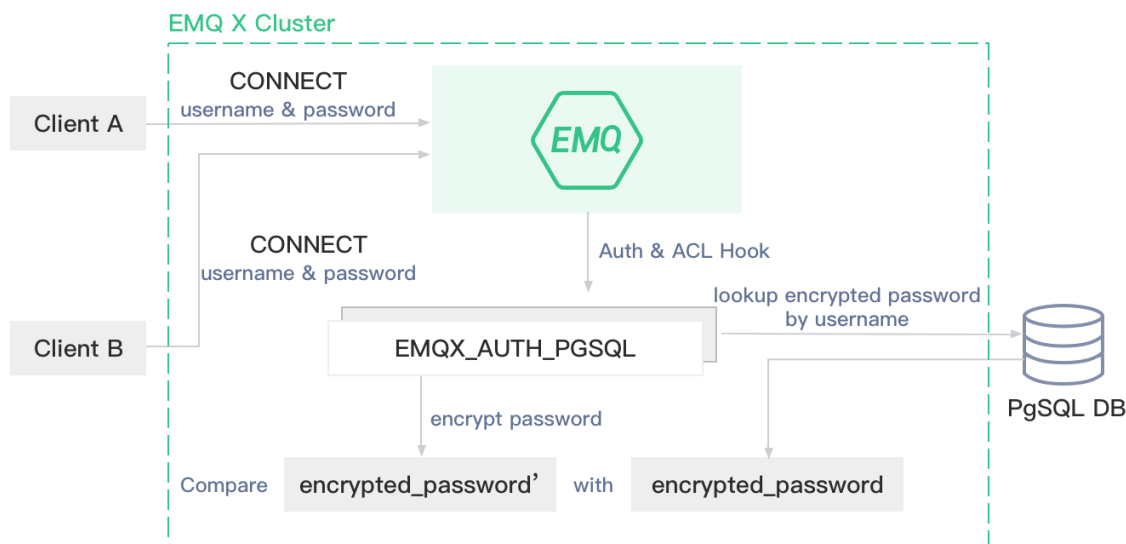 EMQ X Cluster
CONNECT
username & password
Client A
EMQ
CONNECT
username & password
Auth & ACL Hook
lookup encrypted password
by username
Client B
EMQX_AUTH_PGSQL
PgSQL DB
encrypt password
Compare encrypted_password’ with encrypted_password